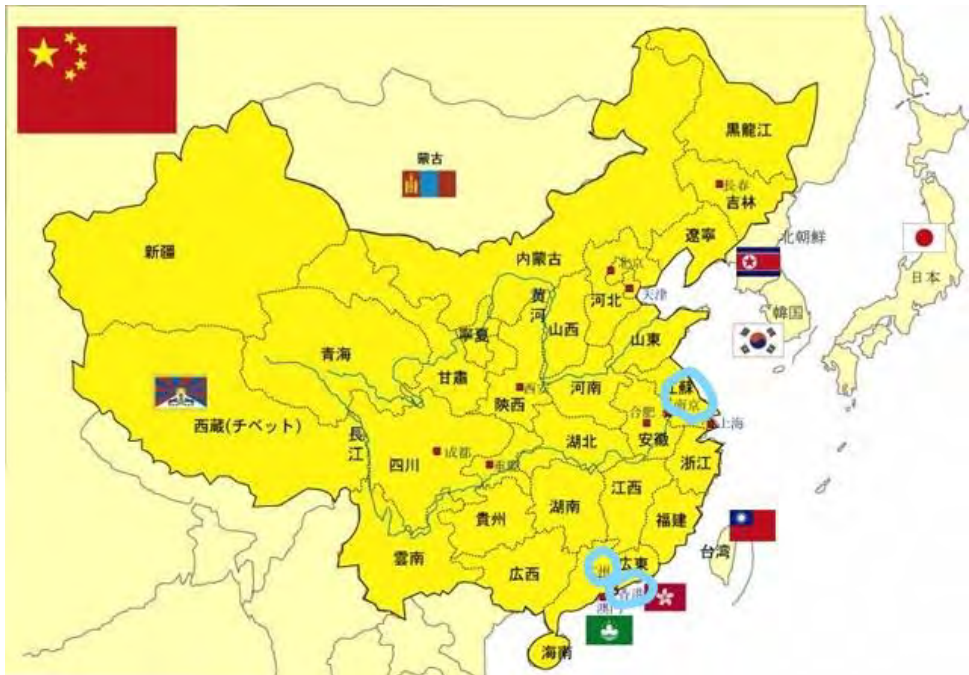 黒龍江
蒙古
長春
吉林
遼寧
北朝鮮
新疆
内蒙古
北京
日本
黄河
河北
天津
韓国
寧夏
山西
山東
青海
甘粛
西安
河南
蘇
陝西
南京
西蔵(チベット)
合肥
上海
長江
湖北
安徽
四川
成都
重慶
浙江
江西
貴州
湖南
福建
雲南
台湾
広西
州
広東
香港
澳門
海南